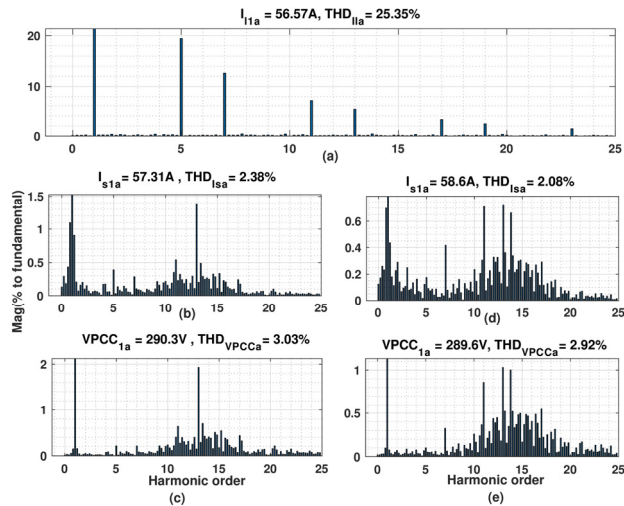 I_l1a = 56.57A, THD_Ila = 25.35%
20
10
0
0 5 10 15 20 25
(a)
I_s1a = 57.31A , THD_Isa = 2.38%
1.5
1
0.5
0
0 5 10 15 20 25
(b)
I_s1a = 58.6A, THD_Isa = 2.08%
0.6
0.4
0.2
0
0 5 10 15 20 25
(d)
Mag(% to fundamental)
VPCC_1a = 290.3V , THD_VPCCa = 3.03%
2
1
0
0 5 10 15 20 25
Harmonic order
(c)
VPCC_1a = 289.6V, THD_VPCCa = 2.92%
1
0.5
0
0 5 10 15 20 25
Harmonic order
(e)